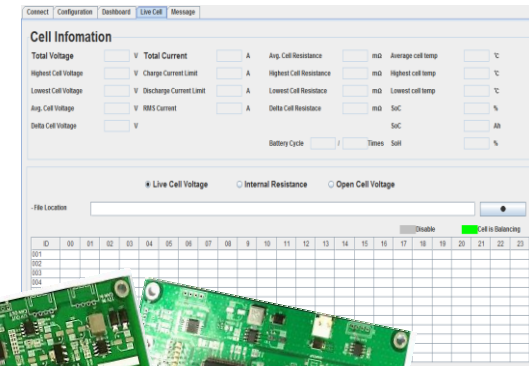 Connect Configuration Dashboard Live Cell Message
Cell Infomation
Total Voltage V Total Current A Avg. Cell Resistance mΩ Average cell temp ℃
Highest Cell Voltage V Charge Current Limit A Highest Cell Resistance mΩ Highest cell temp ℃
Lowest Cell Voltage V Discharge Current Limit A Lowest Cell Resistance mΩ Lowest cell temp ℃
Avg. Cell Voltage V RMS Current A Delta Cell Resistace mΩ SoC %
Delta Cell Voltage V SoC Ah
Battery Cycle / Times SoH %
Live Cell Voltage Internal Resistance Open Cell Voltage
- File Location
Disable Cell is Balancing
ID 00 01 02 03 04 05 06 07 08 9 10 11 12 13 14 15 16 17 18 19 20 21 22 23
001
002
003
004